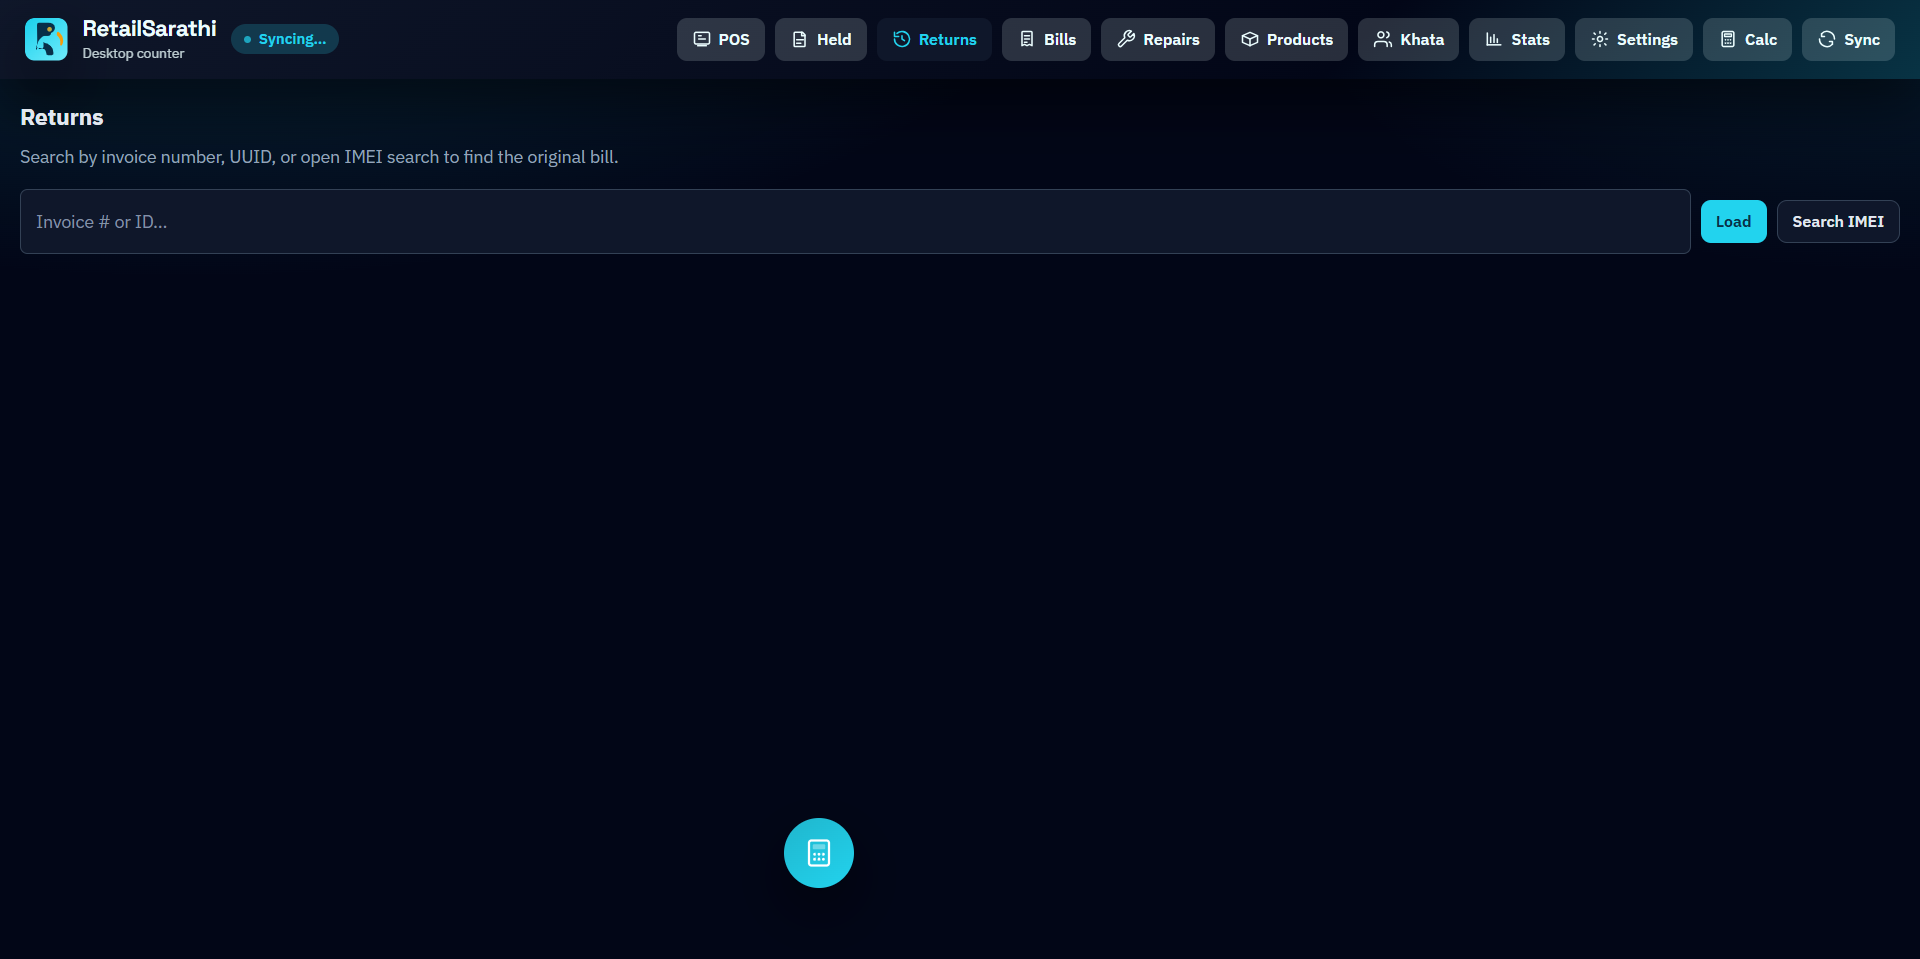 RetailSarathi
Desktop counter
Syncing...
POS
Held
Returns
Bills
Repairs
Products
Khata
Stats
Settings
Calc
Sync
Returns
Search by invoice number, UUID, or open IMEI search to find the original bill.
Invoice # or ID...
Load
Search IMEI